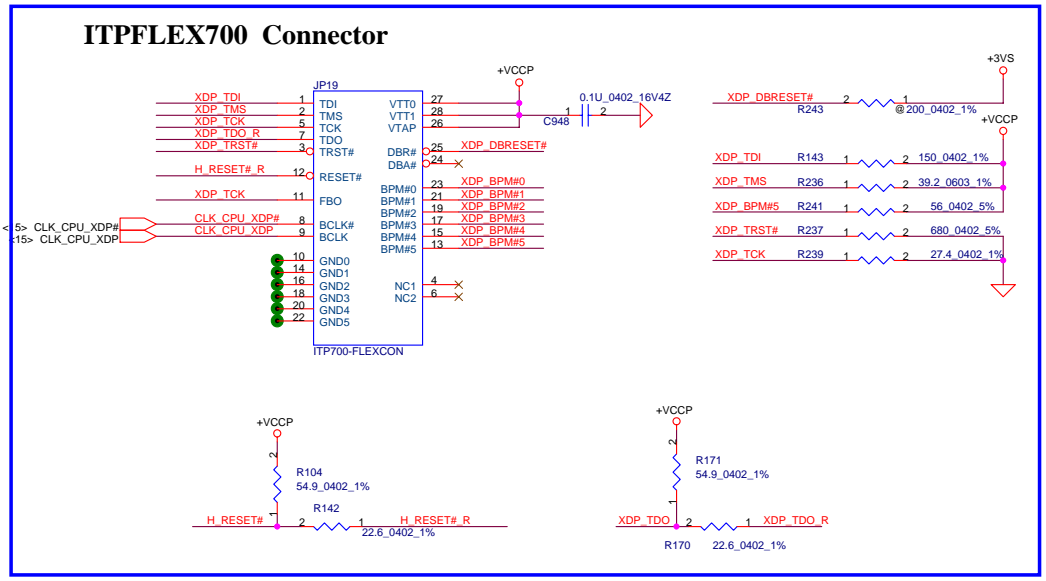 ITPFLEX700 Connector
JP19
XDP_TDI 1 TDI
XDP_TMS 2 TMS
XDP_TCK 5 TCK
XDP_TDO_R 7 TDO
XDP_TRST# 3 TRST#
H_RESET#_R 12 RESET#
XDP_TCK 11 FBO
CLK_CPU_XDP# CLK_CPU_XDP# 8 BCLK#
<15> CLK_CPU_XDP CLK_CPU_XDP 9 BCLK
10 GND0
14 GND1
16 GND2
18 GND3
20 GND4
22 GND5
VTT0 27
VTT1 28
VTAP 26
DBR# 25 XDP_DBRESET#
DBA# 24
BPM#0 23 XDP_BPM#0
BPM#1 21 XDP_BPM#1
BPM#2 19 XDP_BPM#2
BPM#3 17 XDP_BPM#3
BPM#4 15 XDP_BPM#4
BPM#5 13 XDP_BPM#5
NC1 4
NC2 6
ITP700-FLEXCON
+VCCP
0.1U_0402_16V4Z
1 2
C948
+3VS
XDP_DBRESET# 2 1
R243 @200_0402_1%
+VCCP
XDP_TDI R143 1 2 150_0402_1%
XDP_TMS R236 1 2 39.2_0603_1%
XDP_BPM#5 R241 1 2 56_0402_5%
XDP_TRST# R237 1 2 680_0402_5%
XDP_TCK R239 1 2 27.4_0402_1%
+VCCP
2
R104
54.9_0402_1%
1
R142
H_RESET# 2 1 H_RESET#_R
22.6_0402_1%
+VCCP
2
R171
54.9_0402_1%
1
XDP_TDO 2 1 XDP_TDO_R
R170 22.6_0402_1%